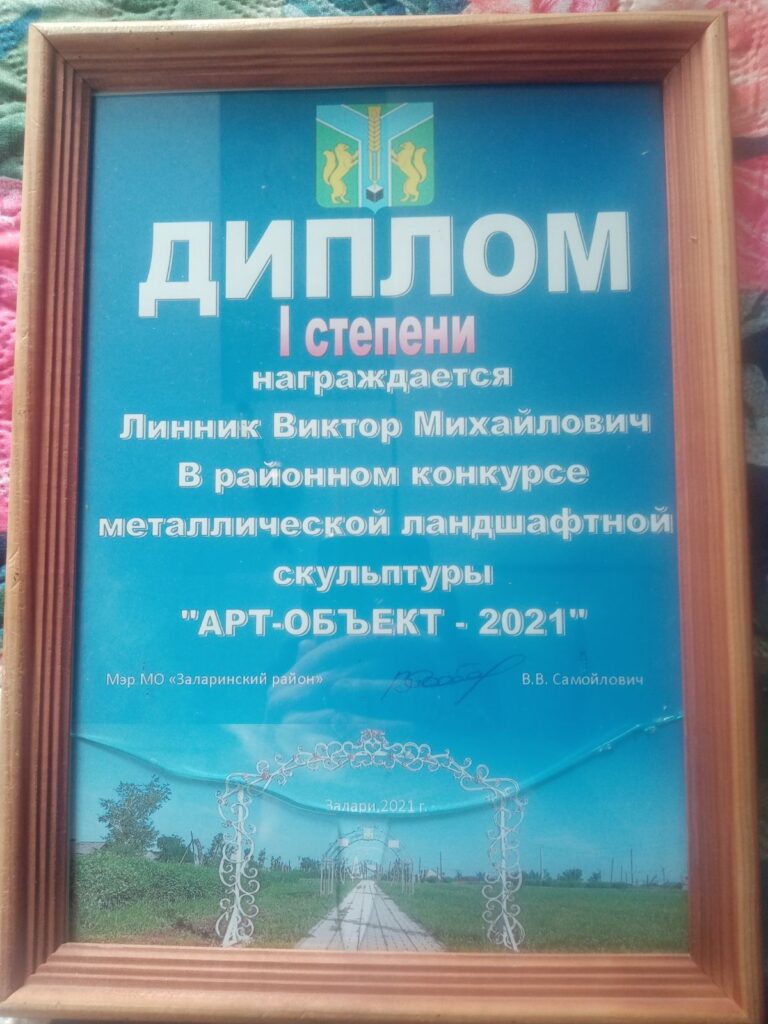 ДИПЛОМ
I степени
награждается
Линник Виктор Михайлович
В районном конкурсе
металлической ландшафтной
скульптуры
"АРТ-ОБЪЕКТ - 2021"
Мэр МО «Заларинский район» В.В. Самойлович
Залари,2021 г.